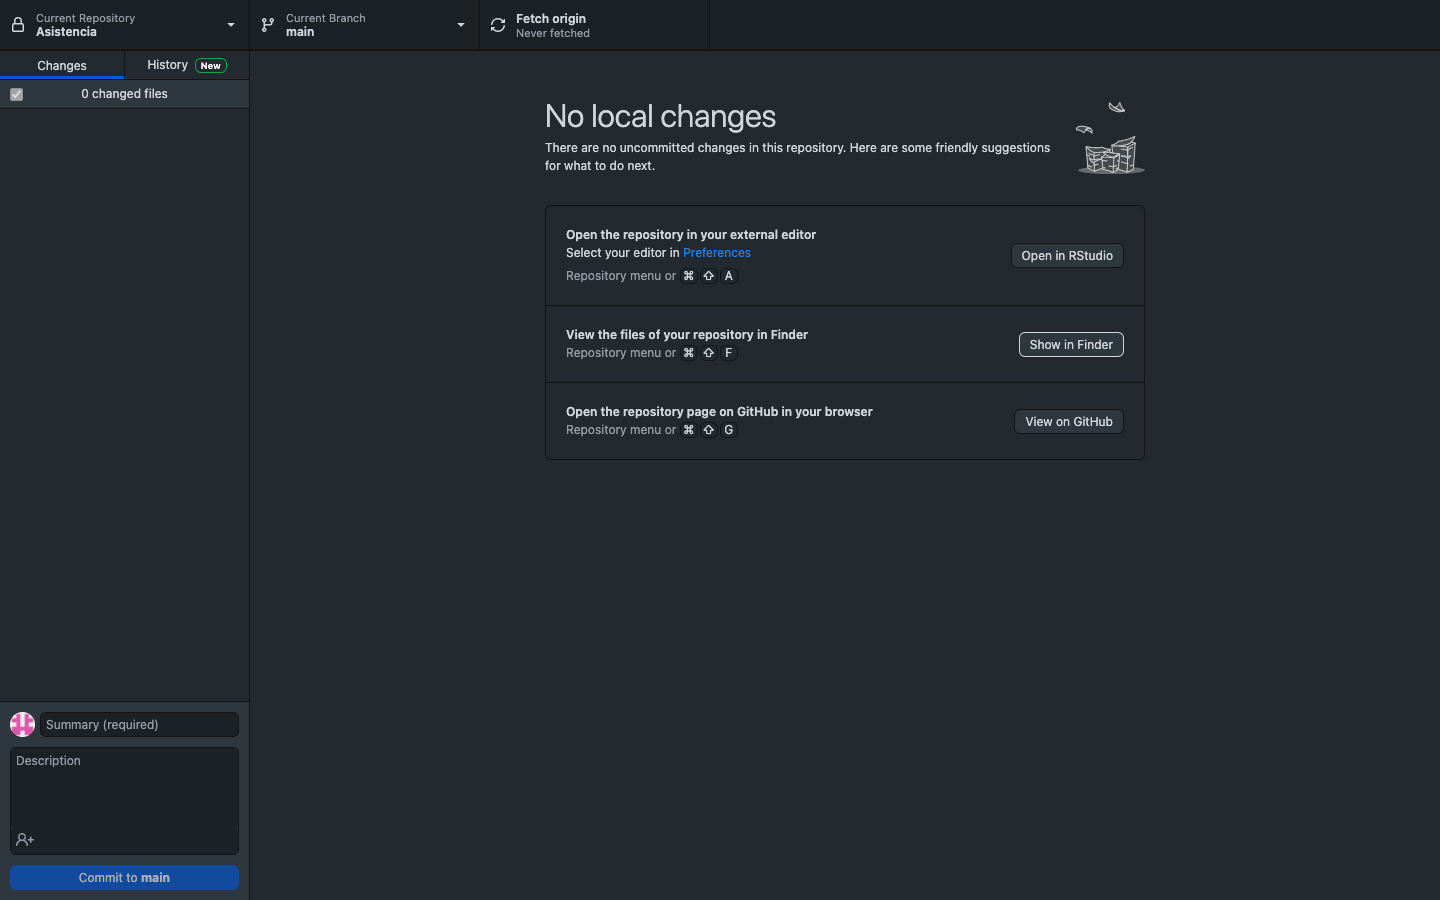 Current Repository
Asistencia
Current Branch
main
Fetch origin
Never fetched
Changes
History New
0 changed files
No local changes
There are no uncommitted changes in this repository. Here are some friendly suggestions
for what to do next.
Open the repository in your external editor
Select your editor in Preferences
Repository menu or ⌘ ⇧ A
Open in RStudio
View the files of your repository in Finder
Repository menu or ⌘ ⇧ F
Show in Finder
Open the repository page on GitHub in your browser
Repository menu or ⌘ ⇧ G
View on GitHub
Summary (required)
Description
Commit to main